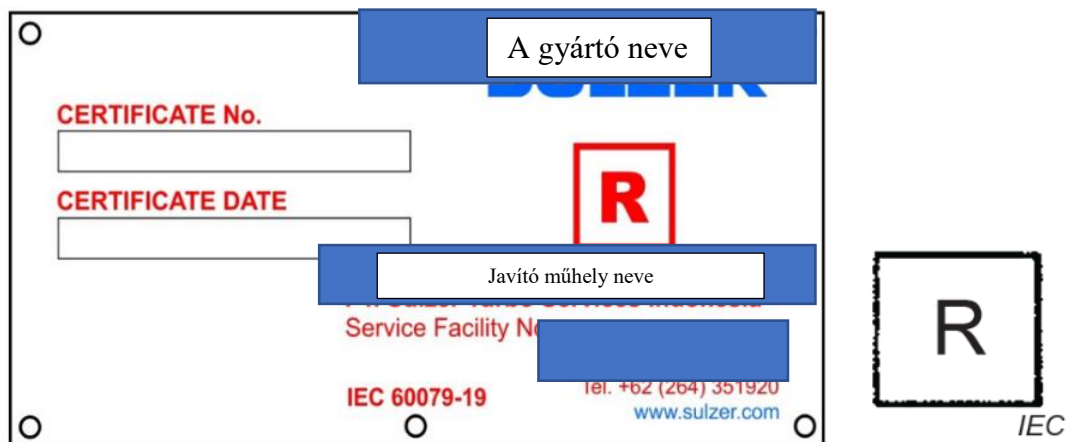 A gyártó neve
CERTIFICATE No.
CERTIFICATE DATE
R
Javító műhely neve
Service Facility
IEC 60079-19
Tel. +62 (264) 351920
www.sulzer.com
R
IEC